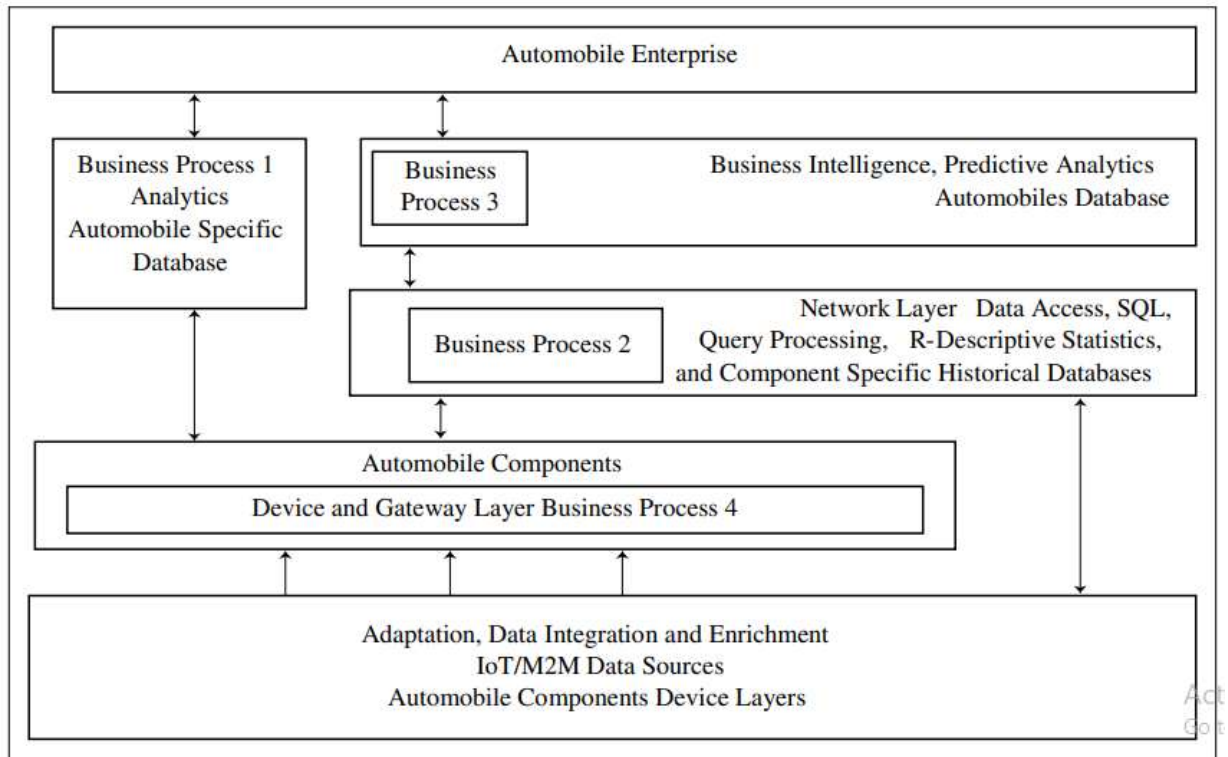 Automobile Enterprise
Business Process 1
Analytics
Automobile Specific
Database
Business
Process 3
Business Intelligence, Predictive Analytics
Automobiles Database
Business Process 2
Network Layer Data Access, SQL,
Query Processing, R-Descriptive Statistics,
and Component Specific Historical Databases
Automobile Components
Device and Gateway Layer Business Process 4
Adaptation, Data Integration and Enrichment
IoT/M2M Data Sources
Automobile Components Device Layers
Act
Go t